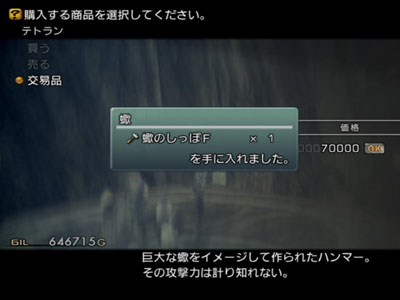 購入する商品を選択してください。
テトラン
買う
売る
交易品
蠍
蠍のしっぽF × 1
を手に入れました。
価格
70000 OK
GIL 646715G
巨大な蠍をイメージして作られたハンマー。
その攻撃力は計り知れない。